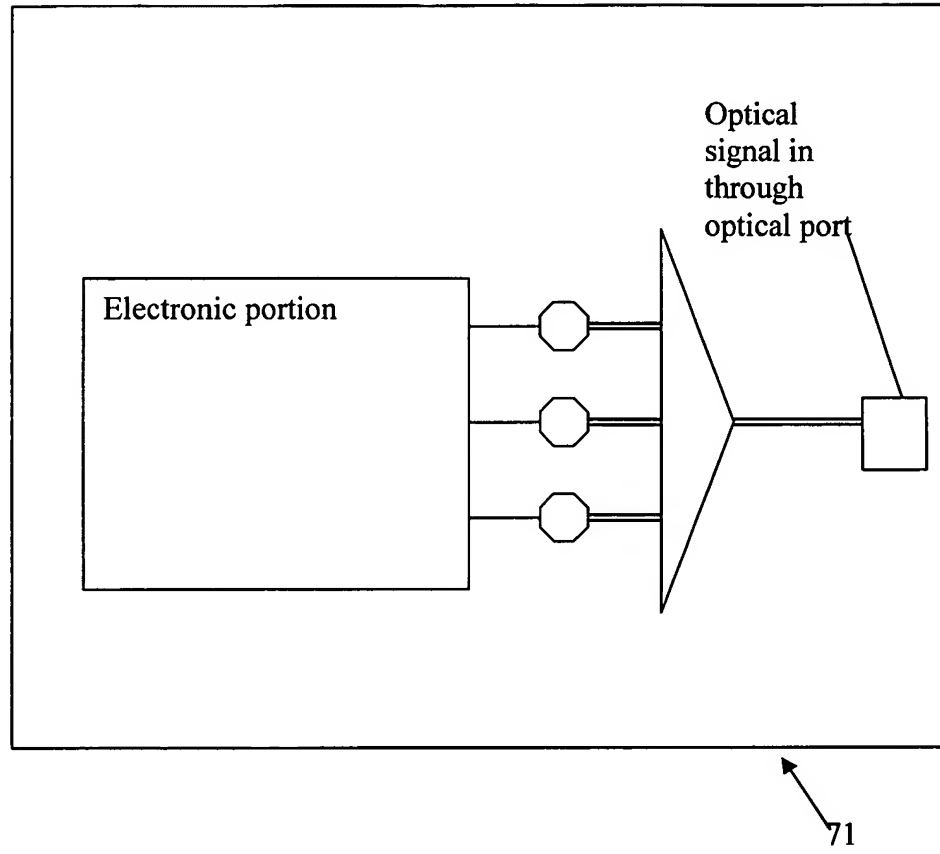 Optical
signal in
through
optical port
Electronic portion
71